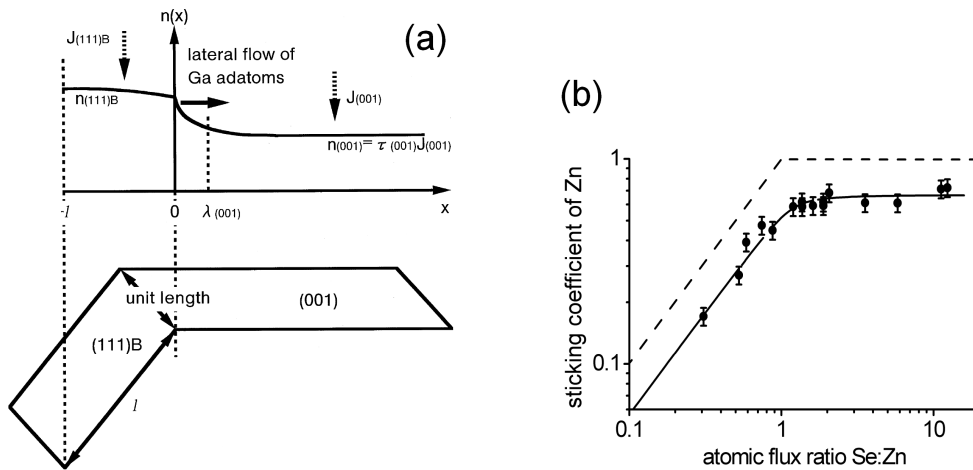 (a)
n(x)
J(111)B
lateral flow of
Ga adatoms
n(111)B
J(001)
n(001)= τ (001)J(001)
-l
0
λ (001)
x
unit length
(001)
(111)B
l
(b)
sticking coefficient of Zn
1
0.1
0.1
1
10
atomic flux ratio Se:Zn